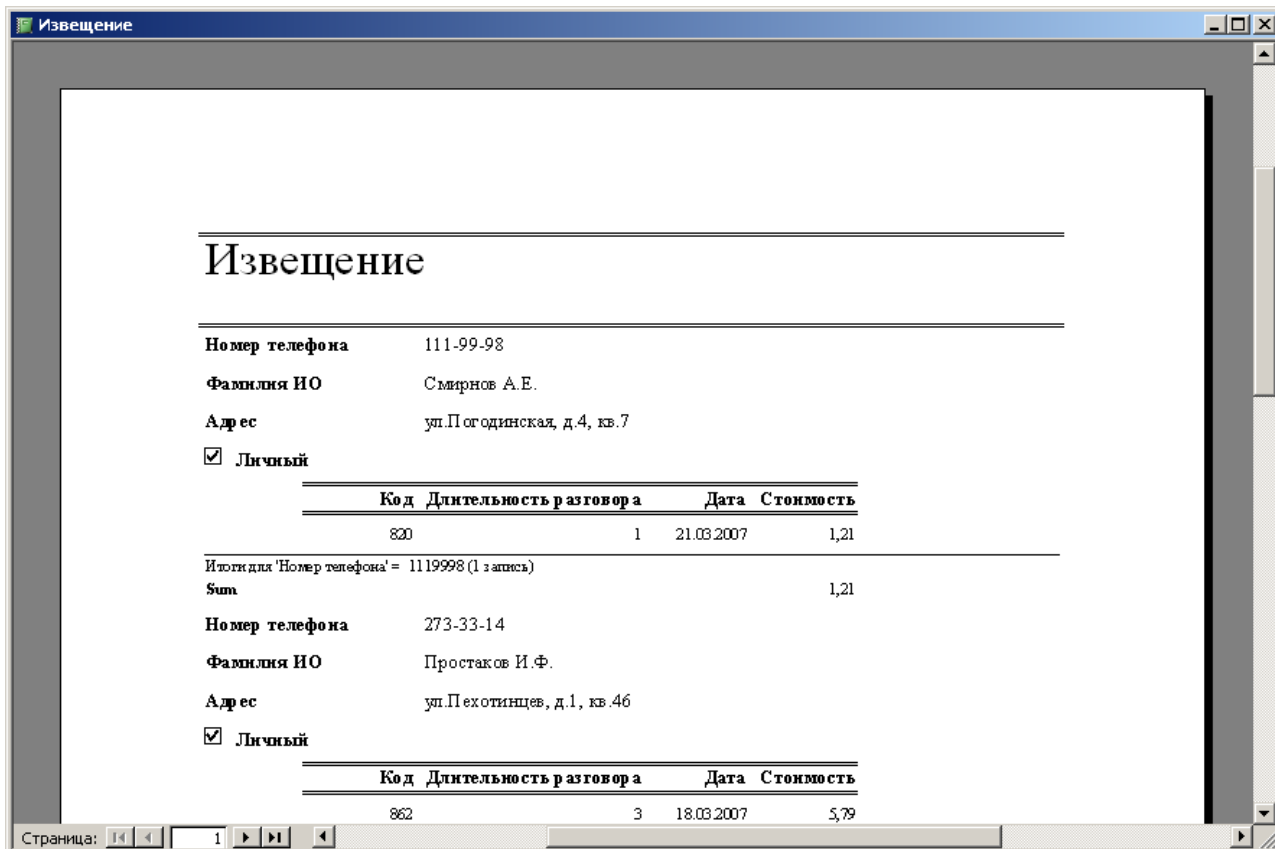 Извещение
Извещение
Номер телефона 111-99-98
Фамилия ИО Смирнов А.Е.
Адрес ул.Погодинская, д.4, кв.7
Личный
Код Длительность разговора Дата Стоимость
820 1 21.03.2007 1,21
Итоги для 'Номер телефона' = 1119998 (1 запись)
Sum 1,21
Номер телефона 273-33-14
Фамилия ИО Простаков И.Ф.
Адрес ул.Пехотинцев, д.1, кв.46
Личный
Код Длительность разговора Дата Стоимость
862 3 18.03.2007 5,79
Страница: 1